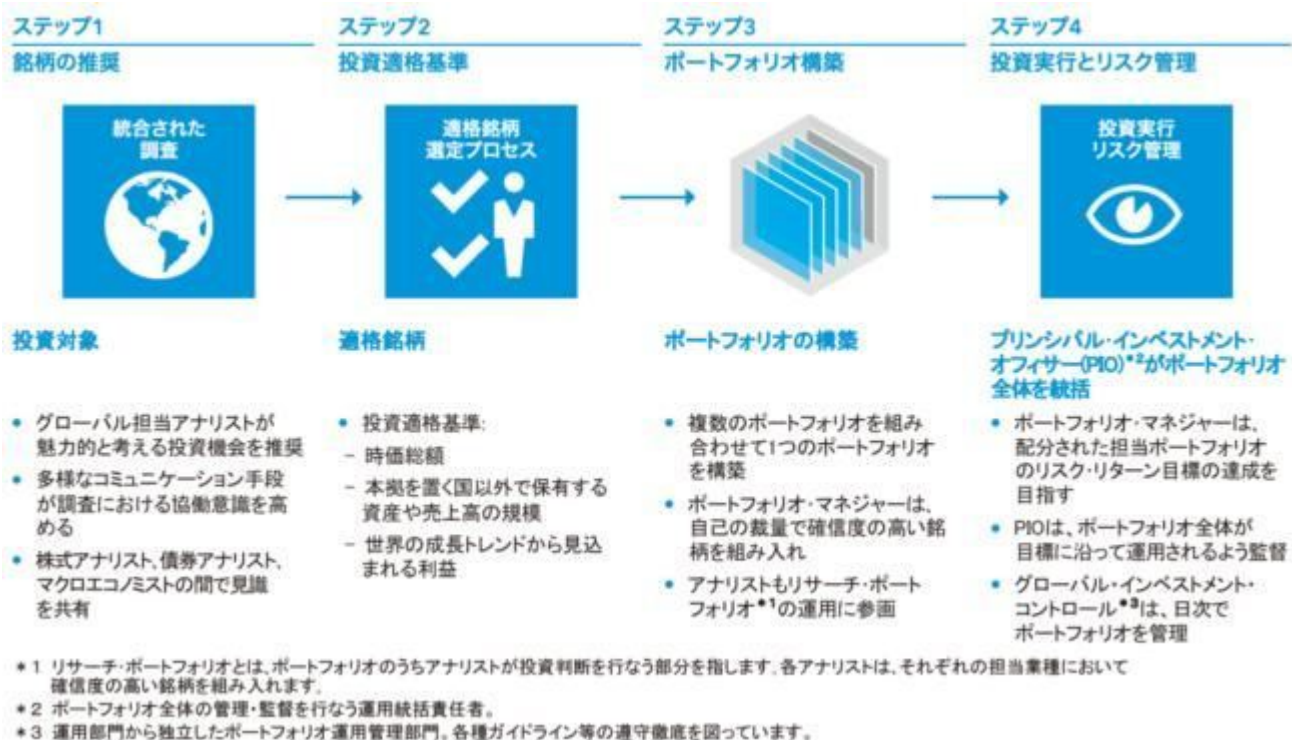 ステップ1
銘柄の推奨
統合された
調査
投資対象
• グローバル担当アナリストが
魅力的と考える投資機会を推奨
• 多様なコミュニケーション手段
が調査における協働意識を高
める
• 株式アナリスト、債券アナリスト、
マクロエコノミストの間で見識
を共有
ステップ2
投資適格基準
適格銘柄
選定プロセス
適格銘柄
• 投資適格基準:
– 時価総額
– 本拠を置く国以外で保有する
資産や売上高の規模
– 世界の成長トレンドから見込
まれる利益
ステップ3
ポートフォリオ構築
ポートフォリオの構築
• 複数のポートフォリオを組み
合わせて1つのポートフォリオ
を構築
• ポートフォリオ・マネジャーは、
自己の裁量で確信度の高い銘
柄を組み入れ
• アナリストもリサーチ・ポート
フォリオ*1の運用に参画
ステップ4
投資実行とリスク管理
投資実行
リスク管理
プリンシパル・インベストメント・
オフィサー(PIO)*2がポートフォリオ
全体を統括
• ポートフォリオ・マネジャーは、
配分された担当ポートフォリオ
のリスク・リターン目標の達成を
目指す
• PIOは、ポートフォリオ全体が
目標に沿って運用されるよう監督
• グローバル・インベストメント・
コントロール*3は、日次で
ポートフォリオを管理
*1 リサーチ・ポートフォリオとは、ポートフォリオのうちアナリストが投資判断を行なう部分を指します。各アナリストは、それぞれの担当業種において
確信度の高い銘柄を組み入れます。
*2 ポートフォリオ全体の管理・監督を行なう運用統括責任者。
*3 運用部門から独立したポートフォリオ運用管理部門。各種ガイドライン等の遵守徹底を図っています。